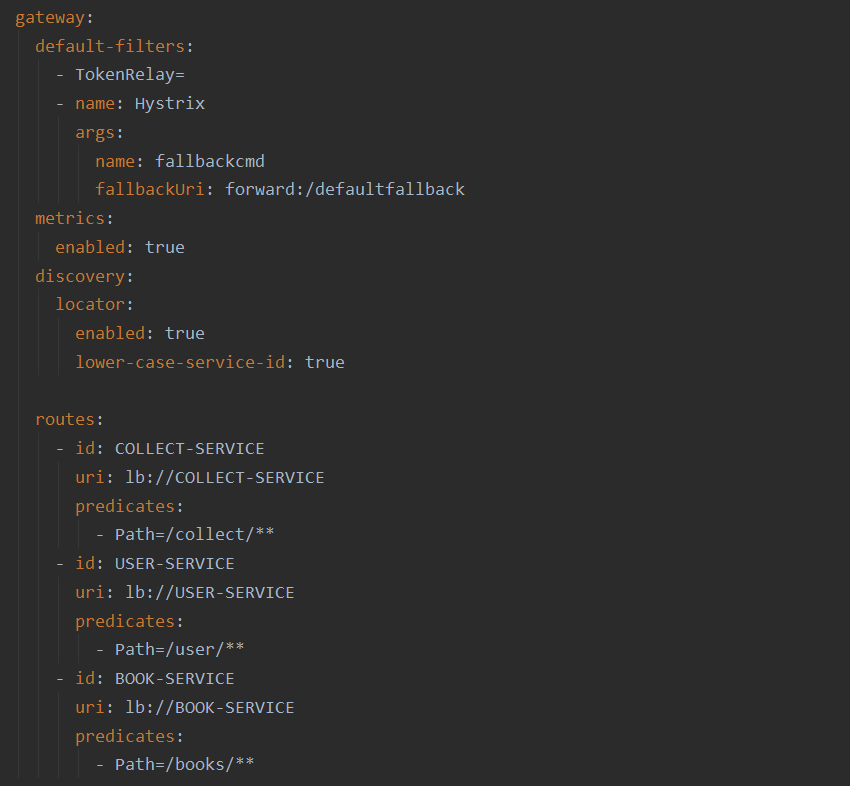 gateway:
  default-filters:
    - TokenRelay=
    - name: Hystrix
      args:
        name: fallbackcmd
        fallbackUri: forward:/defaultfallback
  metrics:
    enabled: true
  discovery:
    locator:
      enabled: true
      lower-case-service-id: true

  routes:
    - id: COLLECT-SERVICE
      uri: lb://COLLECT-SERVICE
      predicates:
        - Path=/collect/**
    - id: USER-SERVICE
      uri: lb://USER-SERVICE
      predicates:
        - Path=/user/**
    - id: BOOK-SERVICE
      uri: lb://BOOK-SERVICE
      predicates:
        - Path=/books/**